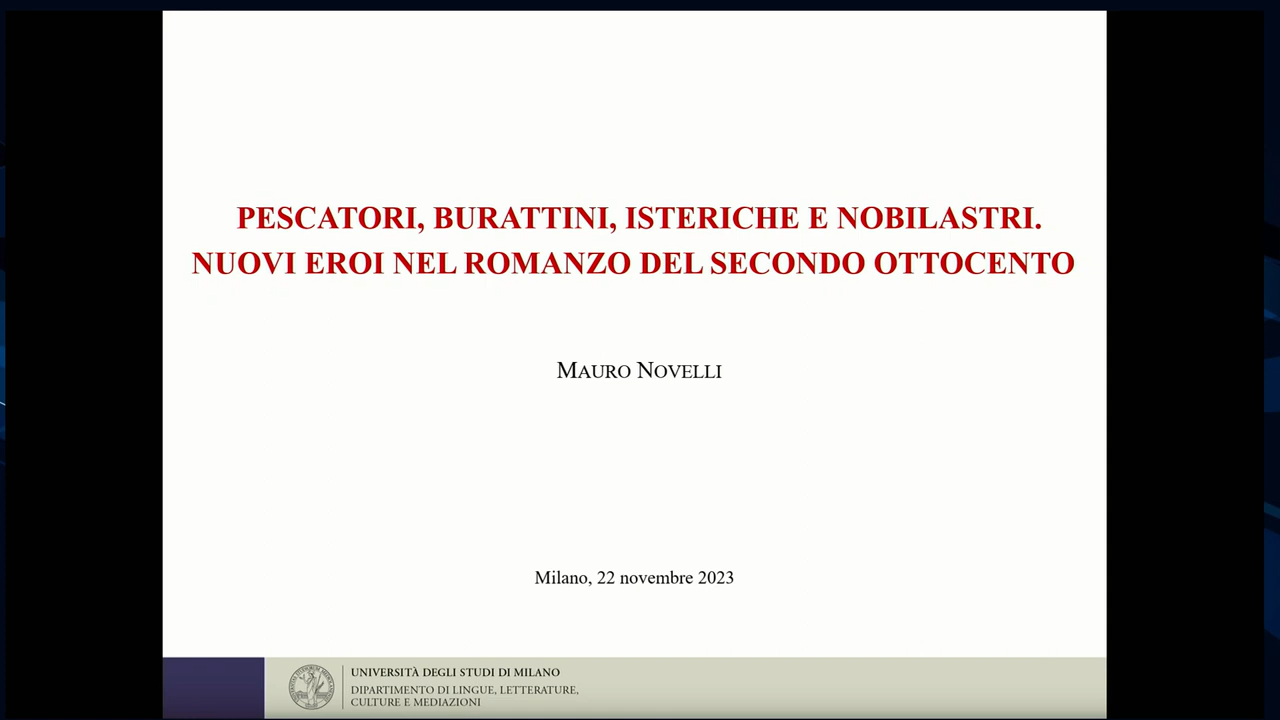 PESCATORI, BURATTINI, ISTERICHE E NOBILASTRI.
NUOVI EROI NEL ROMANZO DEL SECONDO OTTOCENTO
MAURO NOVELLI
Milano, 22 novembre 2023
UNIVERSITÀ DEGLI STUDI DI MILANO
DIPARTIMENTO DI LINGUE, LETTERATURE,
CULTURE E MEDIAZIONI